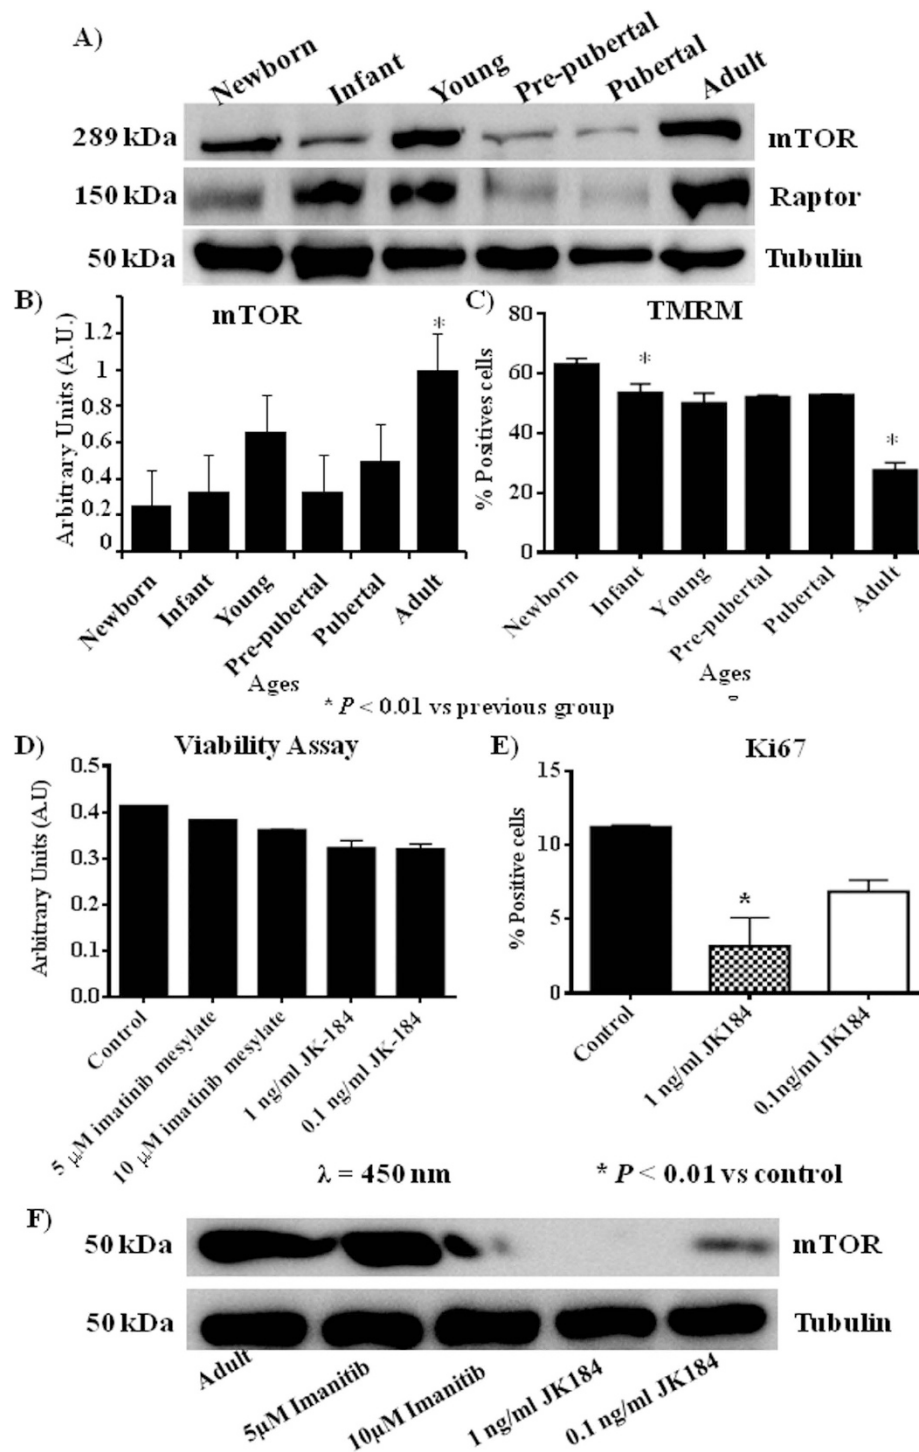 A)
Newborn Infant Young Pre-pubertal Pubertal Adult
289 kDa mTOR
150 kDa Raptor
50 kDa Tubulin
B)
mTOR
Arbitrary Units (A.U.)
1.2
1
0.8
0.6
0.4
0.2
0
Newborn Infant Young Pre-pubertal Pubertal Adult
Ages
*
C)
TMRM
% Positives cells
80
60
40
20
0
* *
Newborn Infant Young Pre-pubertal Pubertal Adult
Ages
* P < 0.01 vs previous group
D)
Viability Assay
Arbitrary Units (A.U)
0.5
0.4
0.3
0.2
0.1
0.0
Control
5 μM imatinib mesylate
10 μM imatinib mesylate
1 ng/ml JK-184
0.1 ng/ml JK-184
λ = 450 nm
E)
Ki67
% Positive cells
15
10
5
0
*
Control
1 ng/ml JK184
0.1ng/ml JK184
* P < 0.01 vs control
F)
50 kDa mTOR
50 kDa Tubulin
Adult
5μM Imanitib
10μM Imanitib
1 ng/ml JK184
0.1 ng/ml JK184